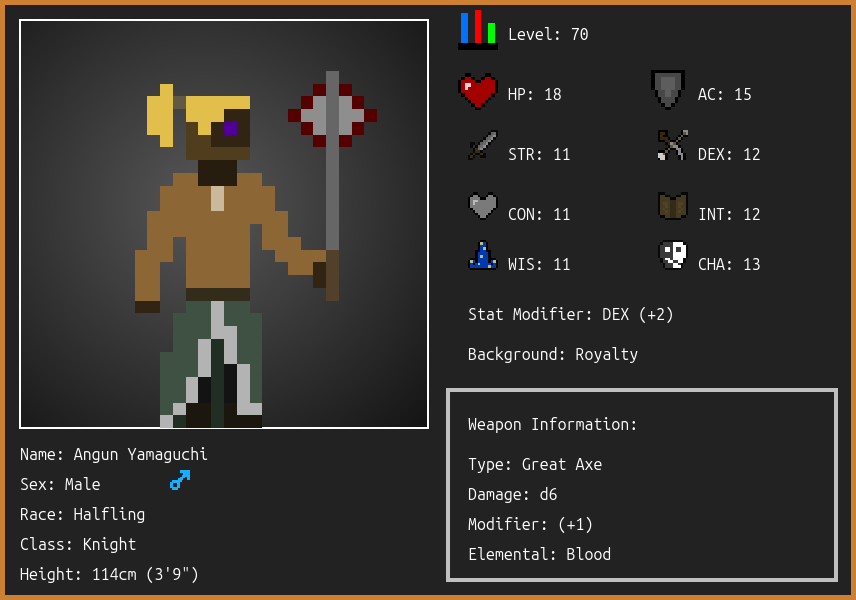 Level: 70
HP: 18
AC: 15
STR: 11
DEX: 12
CON: 11
INT: 12
WIS: 11
CHA: 13
Stat Modifier: DEX (+2)
Background: Royalty
Weapon Information:
Type: Great Axe
Damage: d6
Modifier: (+1)
Elemental: Blood
Name: Angun Yamaguchi
Sex: Male
Race: Halfling
Class: Knight
Height: 114cm (3'9")